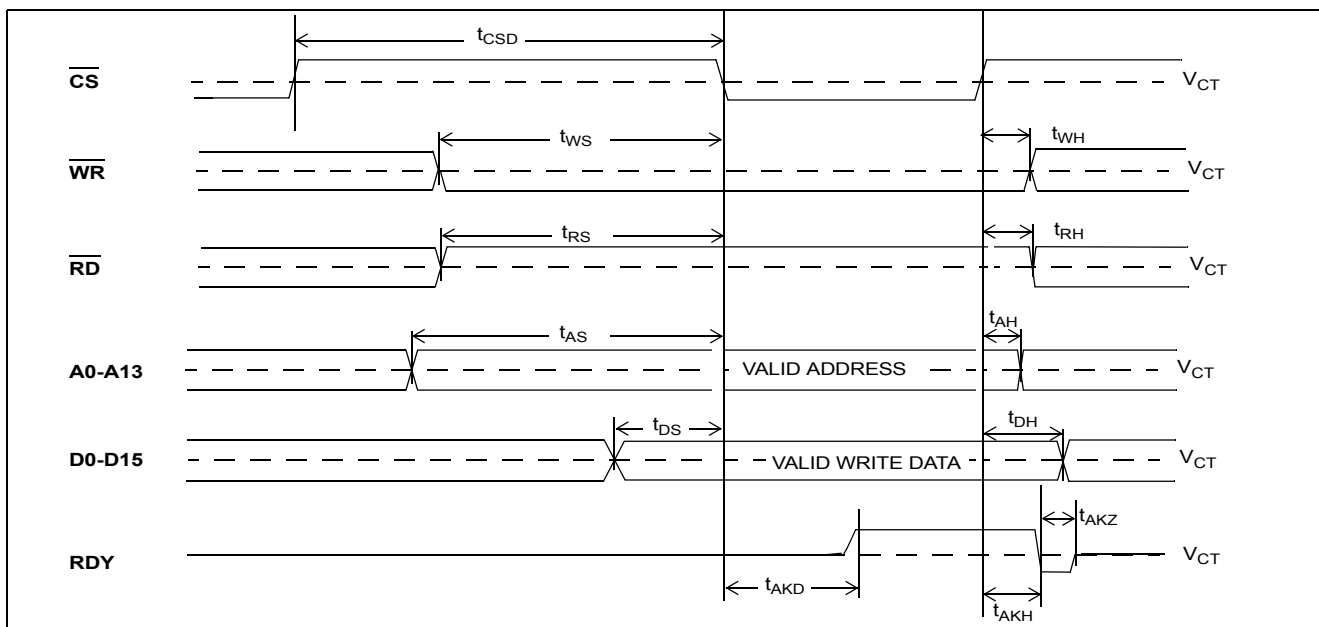 tCSD
CS VCT
tWS tWH
WR VCT
tRS tRH
RD VCT
tAS tAH
A0-A13 VALID ADDRESS VCT
tDS tDH
D0-D15 VALID WRITE DATA VCT
tAKZ
RDY VCT
tAKD tAKH